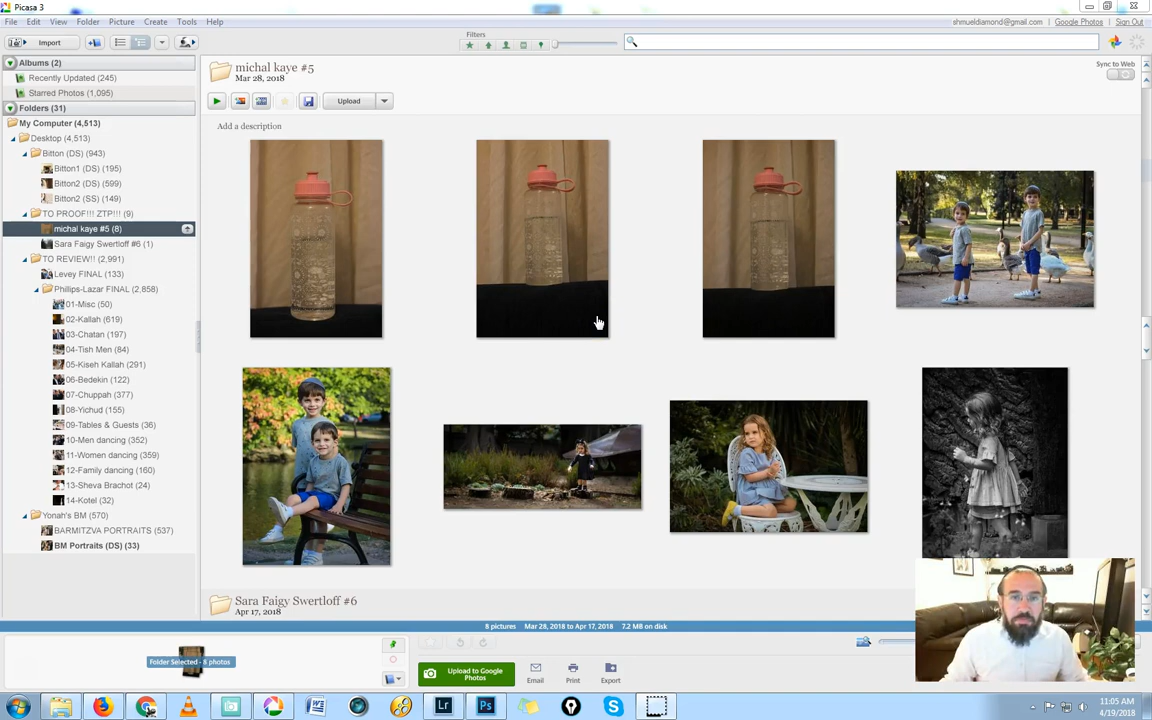 Picasa 3
File Edit View Folder Picture Create Tools Help
shmueldiamond@gmail.com | Google Photos | Sign Out
Import
Filters
Albums (2)
Recently Updated (245)
Starred Photos (1,095)
Folders (31)
My Computer (4,513)
Desktop (4,513)
Bitton (DS) (943)
Bitton1 (DS) (195)
Bitton2 (DS) (599)
Bitton2 (SS) (149)
TO PROOF!!! ZTP!!! (9)
michal kaye #5 (8)
Sara Faigy Swertloff #6 (1)
TO REVIEW!! (2,991)
Levey FINAL (133)
Phillips-Lazar FINAL (2,858)
01-Misc (50)
02-Kallah (619)
03-Chatan (197)
04-Tish Men (84)
05-Kiseh Kallah (291)
06-Bedekin (122)
07-Chuppah (377)
08-Yichud (155)
09-Tables & Guests (36)
10-Men dancing (352)
11-Women dancing (359)
12-Family dancing (160)
13-Sheva Brachot (24)
14-Kotel (32)
Yonah's BM (570)
BARMITZVA PORTRAITS (537)
BM Portraits (DS) (33)
michal kaye #5
Mar 28, 2018
Sync to Web
Upload
Add a description
Sara Faigy Swertloff #6
Apr 17, 2018
8 pictures Mar 28, 2018 to Apr 17, 2018 7.2 MB on disk
Folder Selected - 8 photos
Upload to Google Photos
Email
Print
Export
Lr
Ps
11:05 AM
4/19/2018